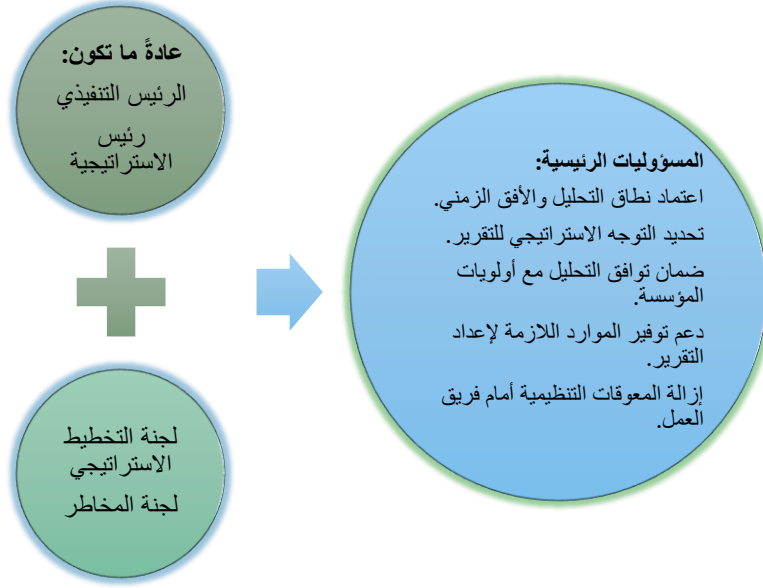 عادةً ما تكون:
الرئيس التنفيذي
رئيس
الاستراتيجية
لجنة التخطيط
الاستراتيجي
لجنة المخاطر
المسؤوليات الرئيسية:
اعتماد نطاق التحليل والأفق الزمني.
تحديد التوجه الاستراتيجي للتقرير.
ضمان توافق التحليل مع أولويات
المؤسسة.
دعم توفير الموارد اللازمة لإعداد
التقرير.
إزالة المعوقات التنظيمية أمام فريق
العمل.